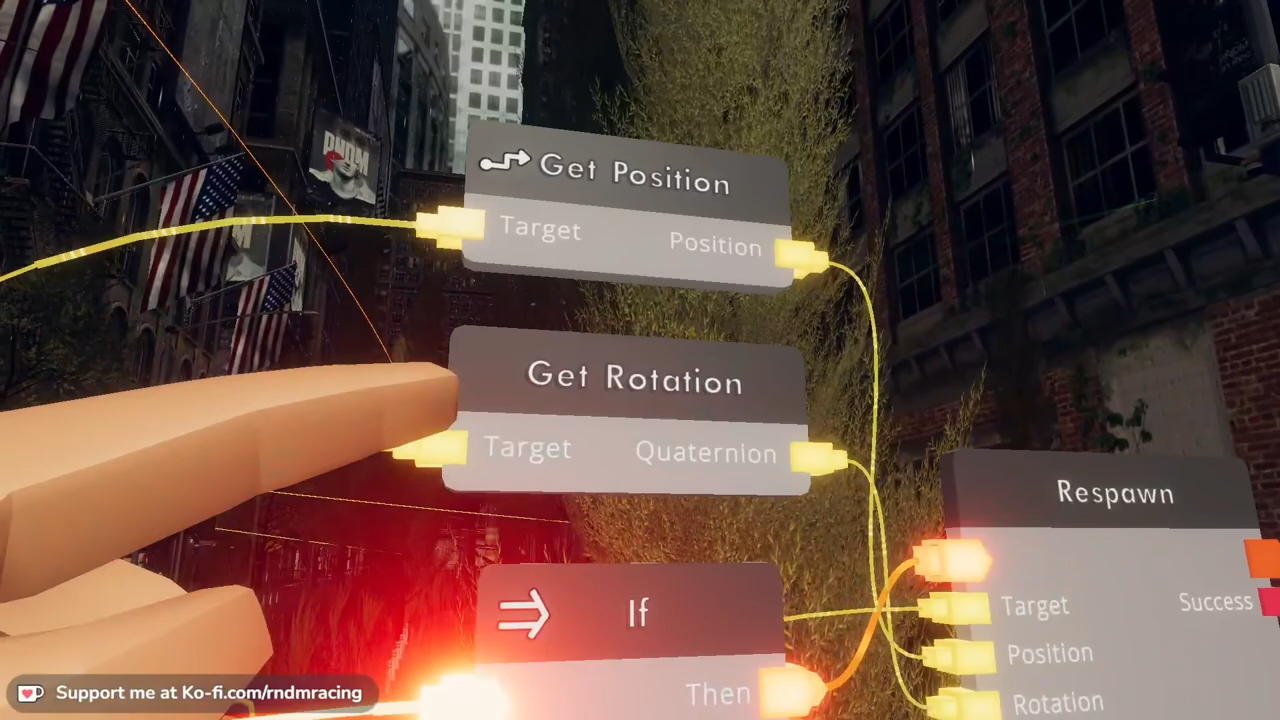 RNDM
Get Position
Target
Position
Get Rotation
Target
Quaternion
Respawn
If
Target
Success
Position
Then
Rotation
Support me at Ko-fi.com/rndmracing